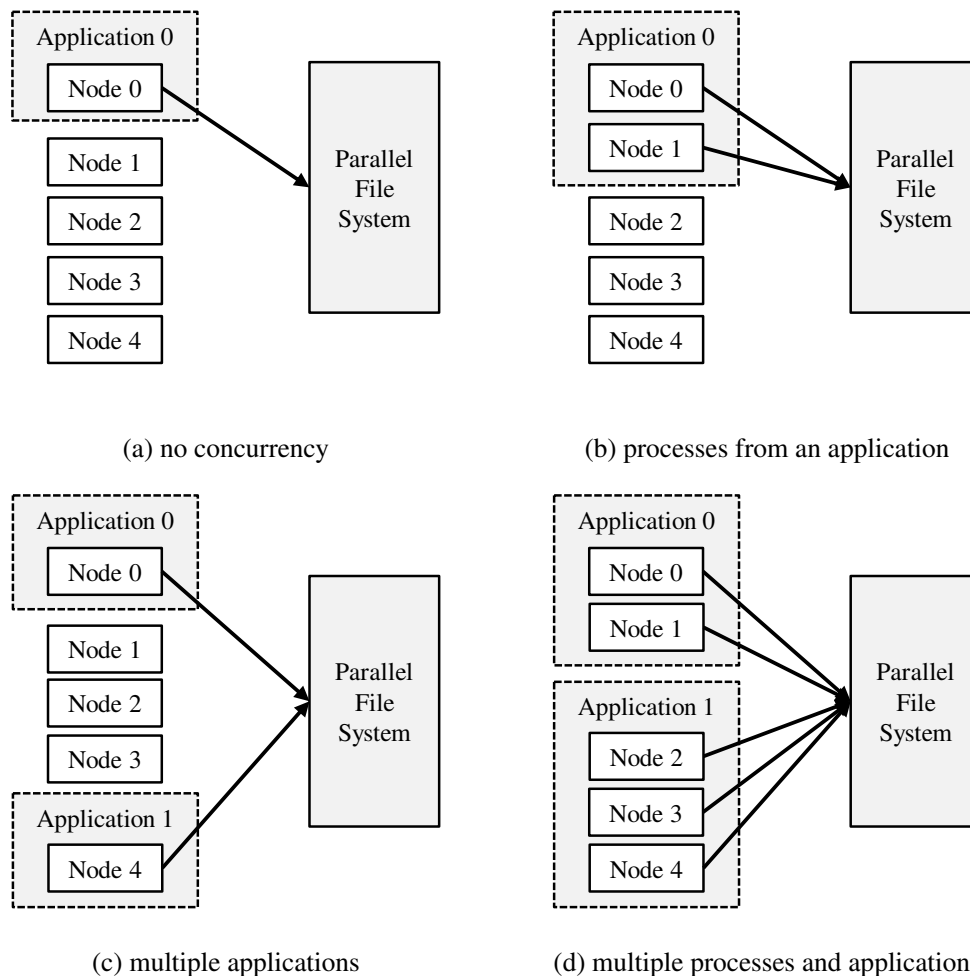 Application 0
Node 0
Node 1
Node 2
Node 3
Node 4
Parallel
File
System
(a) no concurrency
Application 0
Node 0
Node 1
Node 2
Node 3
Node 4
Parallel
File
System
(b) processes from an application
Application 0
Node 0
Node 1
Node 2
Node 3
Application 1
Node 4
Parallel
File
System
(c) multiple applications
Application 0
Node 0
Node 1
Application 1
Node 2
Node 3
Node 4
Parallel
File
System
(d) multiple processes and application